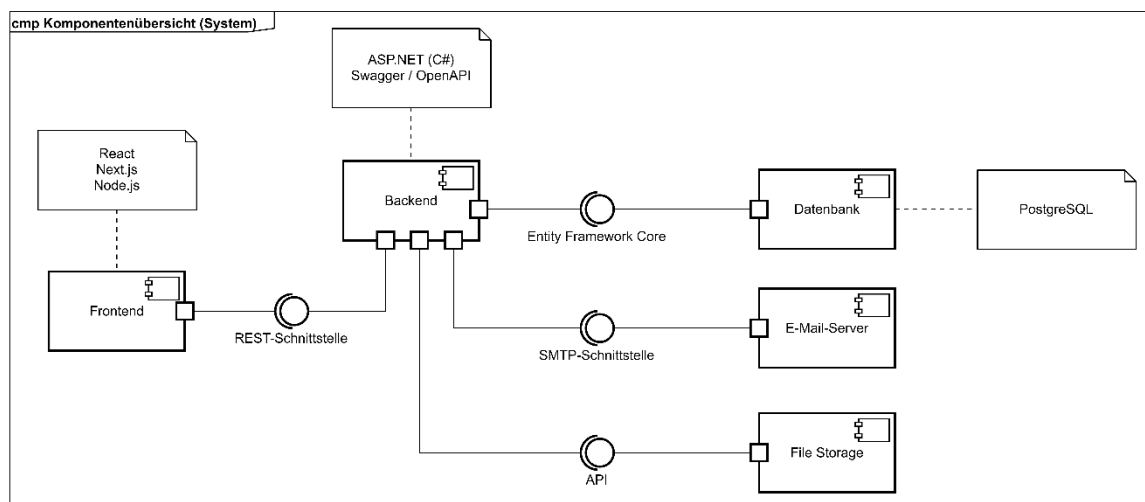 cmp Komponentenübersicht (System)
ASP.NET (C#)
Swagger / OpenAPI
React
Next.js
Node.js
Backend
Datenbank
PostgreSQL
Entity Framework Core
Frontend
REST-Schnittstelle
E-Mail-Server
SMTP-Schnittstelle
File Storage
API